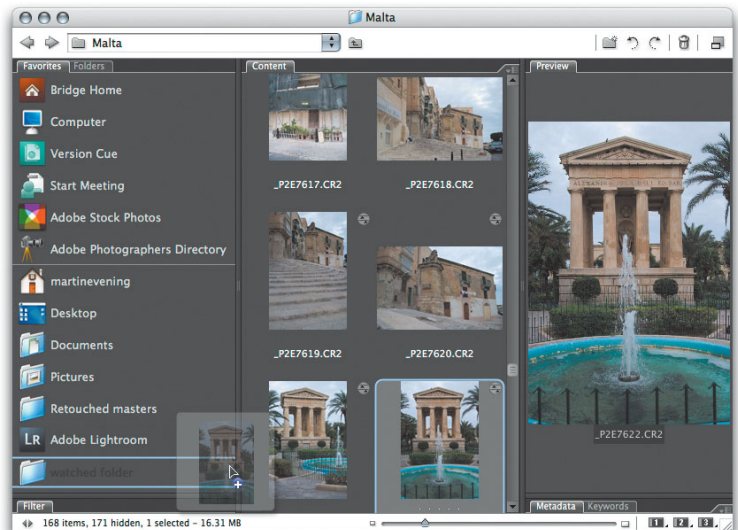 Malta
Malta
Favorites Folders
Content
Preview
Bridge Home
Computer
Version Cue
Start Meeting
Adobe Stock Photos
Adobe Photographers Directory
martinevening
Desktop
Documents
Pictures
Retouched masters
LR Adobe Lightroom
watched folder
_P2E7617.CR2
_P2E7618.CR2
_P2E7619.CR2
_P2E7620.CR2
_P2E7622.CR2
Filter
Metadata Keywords
168 items, 171 hidden, 1 selected - 16.31 MB
1 2 3